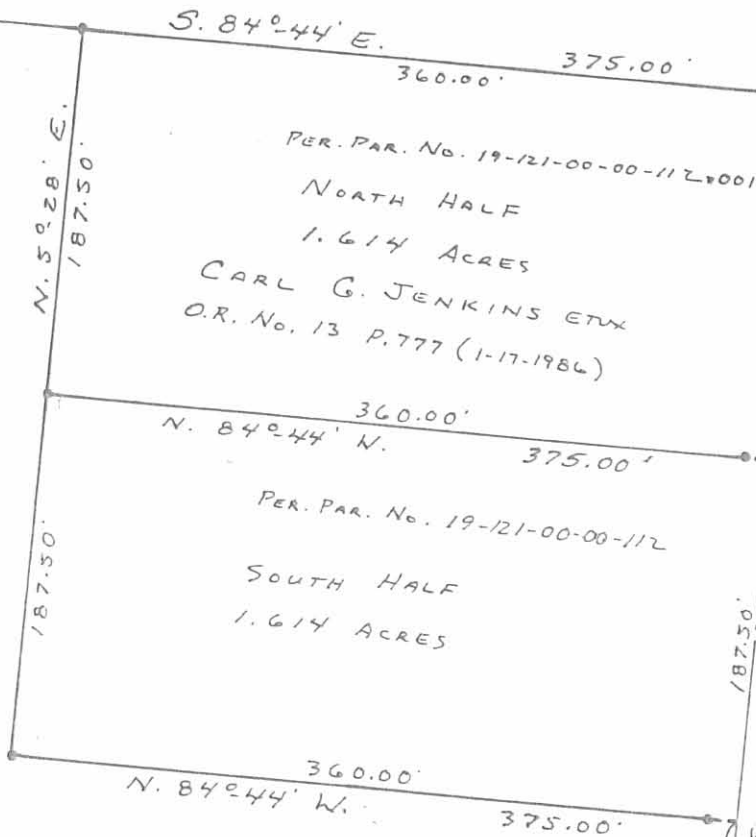 S. 84°-44' E.
360.00' 375.00'
N. 5°-28' E.
187.50'
PER. PAR. No. 19-121-00-00-112.001
NORTH HALF
1.614 ACRES
CARL G. JENKINS ETUX
O.R. No. 13 P.777 (1-17-1986)
360.00'
N. 84°-44' W. 375.00'
PER. PAR. No. 19-121-00-00-112
SOUTH HALF
1.614 ACRES
187.50'
187.50'
360.00'
N. 84°-44' W. 375.00'